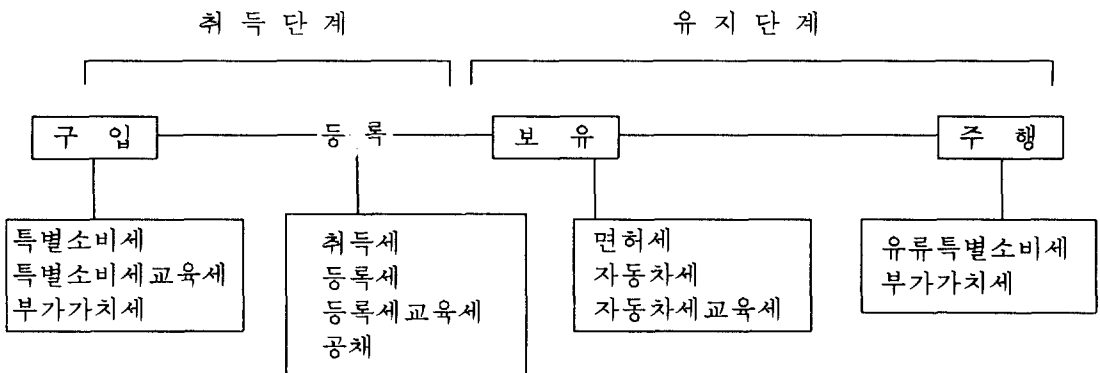 취 득 단 계
유 지 단 계
구 입
등 록
보 유
주 행
특별소비세
특별소비세교육세
부가가치세
취득세
등록세
등록세교육세
공채
면허세
자동차세
자동차세교육세
유류특별소비세
부가가치세